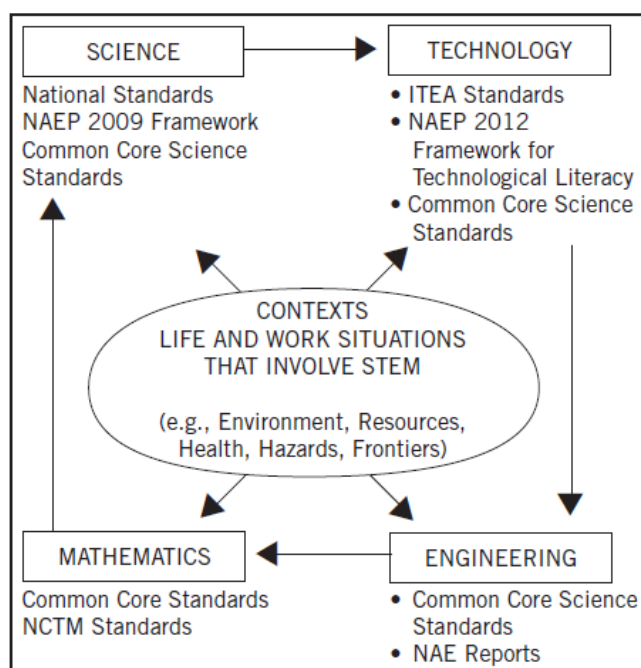 SCIENCE
National Standards
NAEP 2009 Framework
Common Core Science
Standards
TECHNOLOGY
• ITEA Standards
• NAEP 2012
Framework for
Technological Literacy
• Common Core Science
Standards
CONTEXTS
LIFE AND WORK SITUATIONS
THAT INVOLVE STEM
(e.g., Environment, Resources,
Health, Hazards, Frontiers)
MATHEMATICS
Common Core Standards
NCTM Standards
ENGINEERING
• Common Core Science
Standards
• NAE Reports